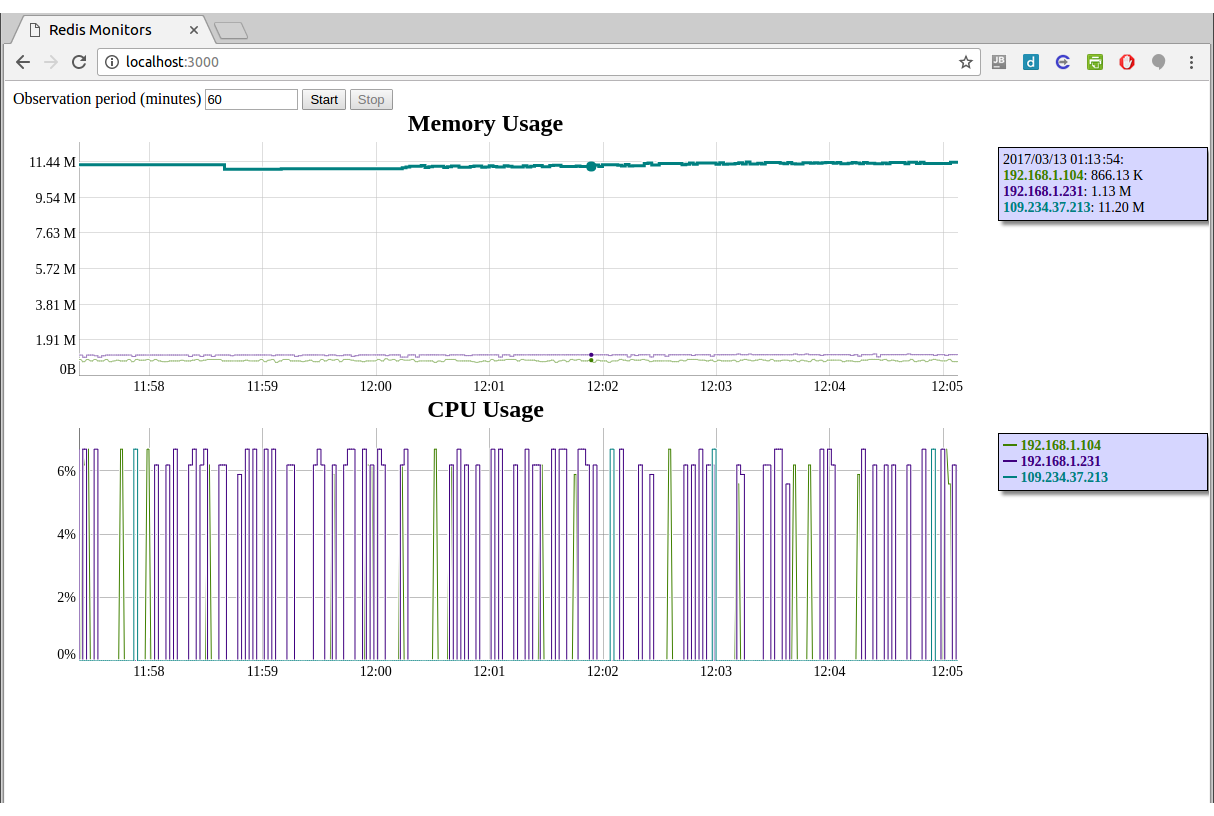 Redis Monitors
localhost:3000
JB
d
Observation period (minutes) 60 Start Stop
Memory Usage
11.44 M
9.54 M
7.63 M
5.72 M
3.81 M
1.91 M
0B
11:58 11:59 12:00 12:01 12:02 12:03 12:04 12:05
2017/03/13 01:13:54:
192.168.1.104: 866.13 K
192.168.1.231: 1.13 M
109.234.37.213: 11.20 M
CPU Usage
6%
4%
2%
0%
11:58 11:59 12:00 12:01 12:02 12:03 12:04 12:05
192.168.1.104
192.168.1.231
109.234.37.213